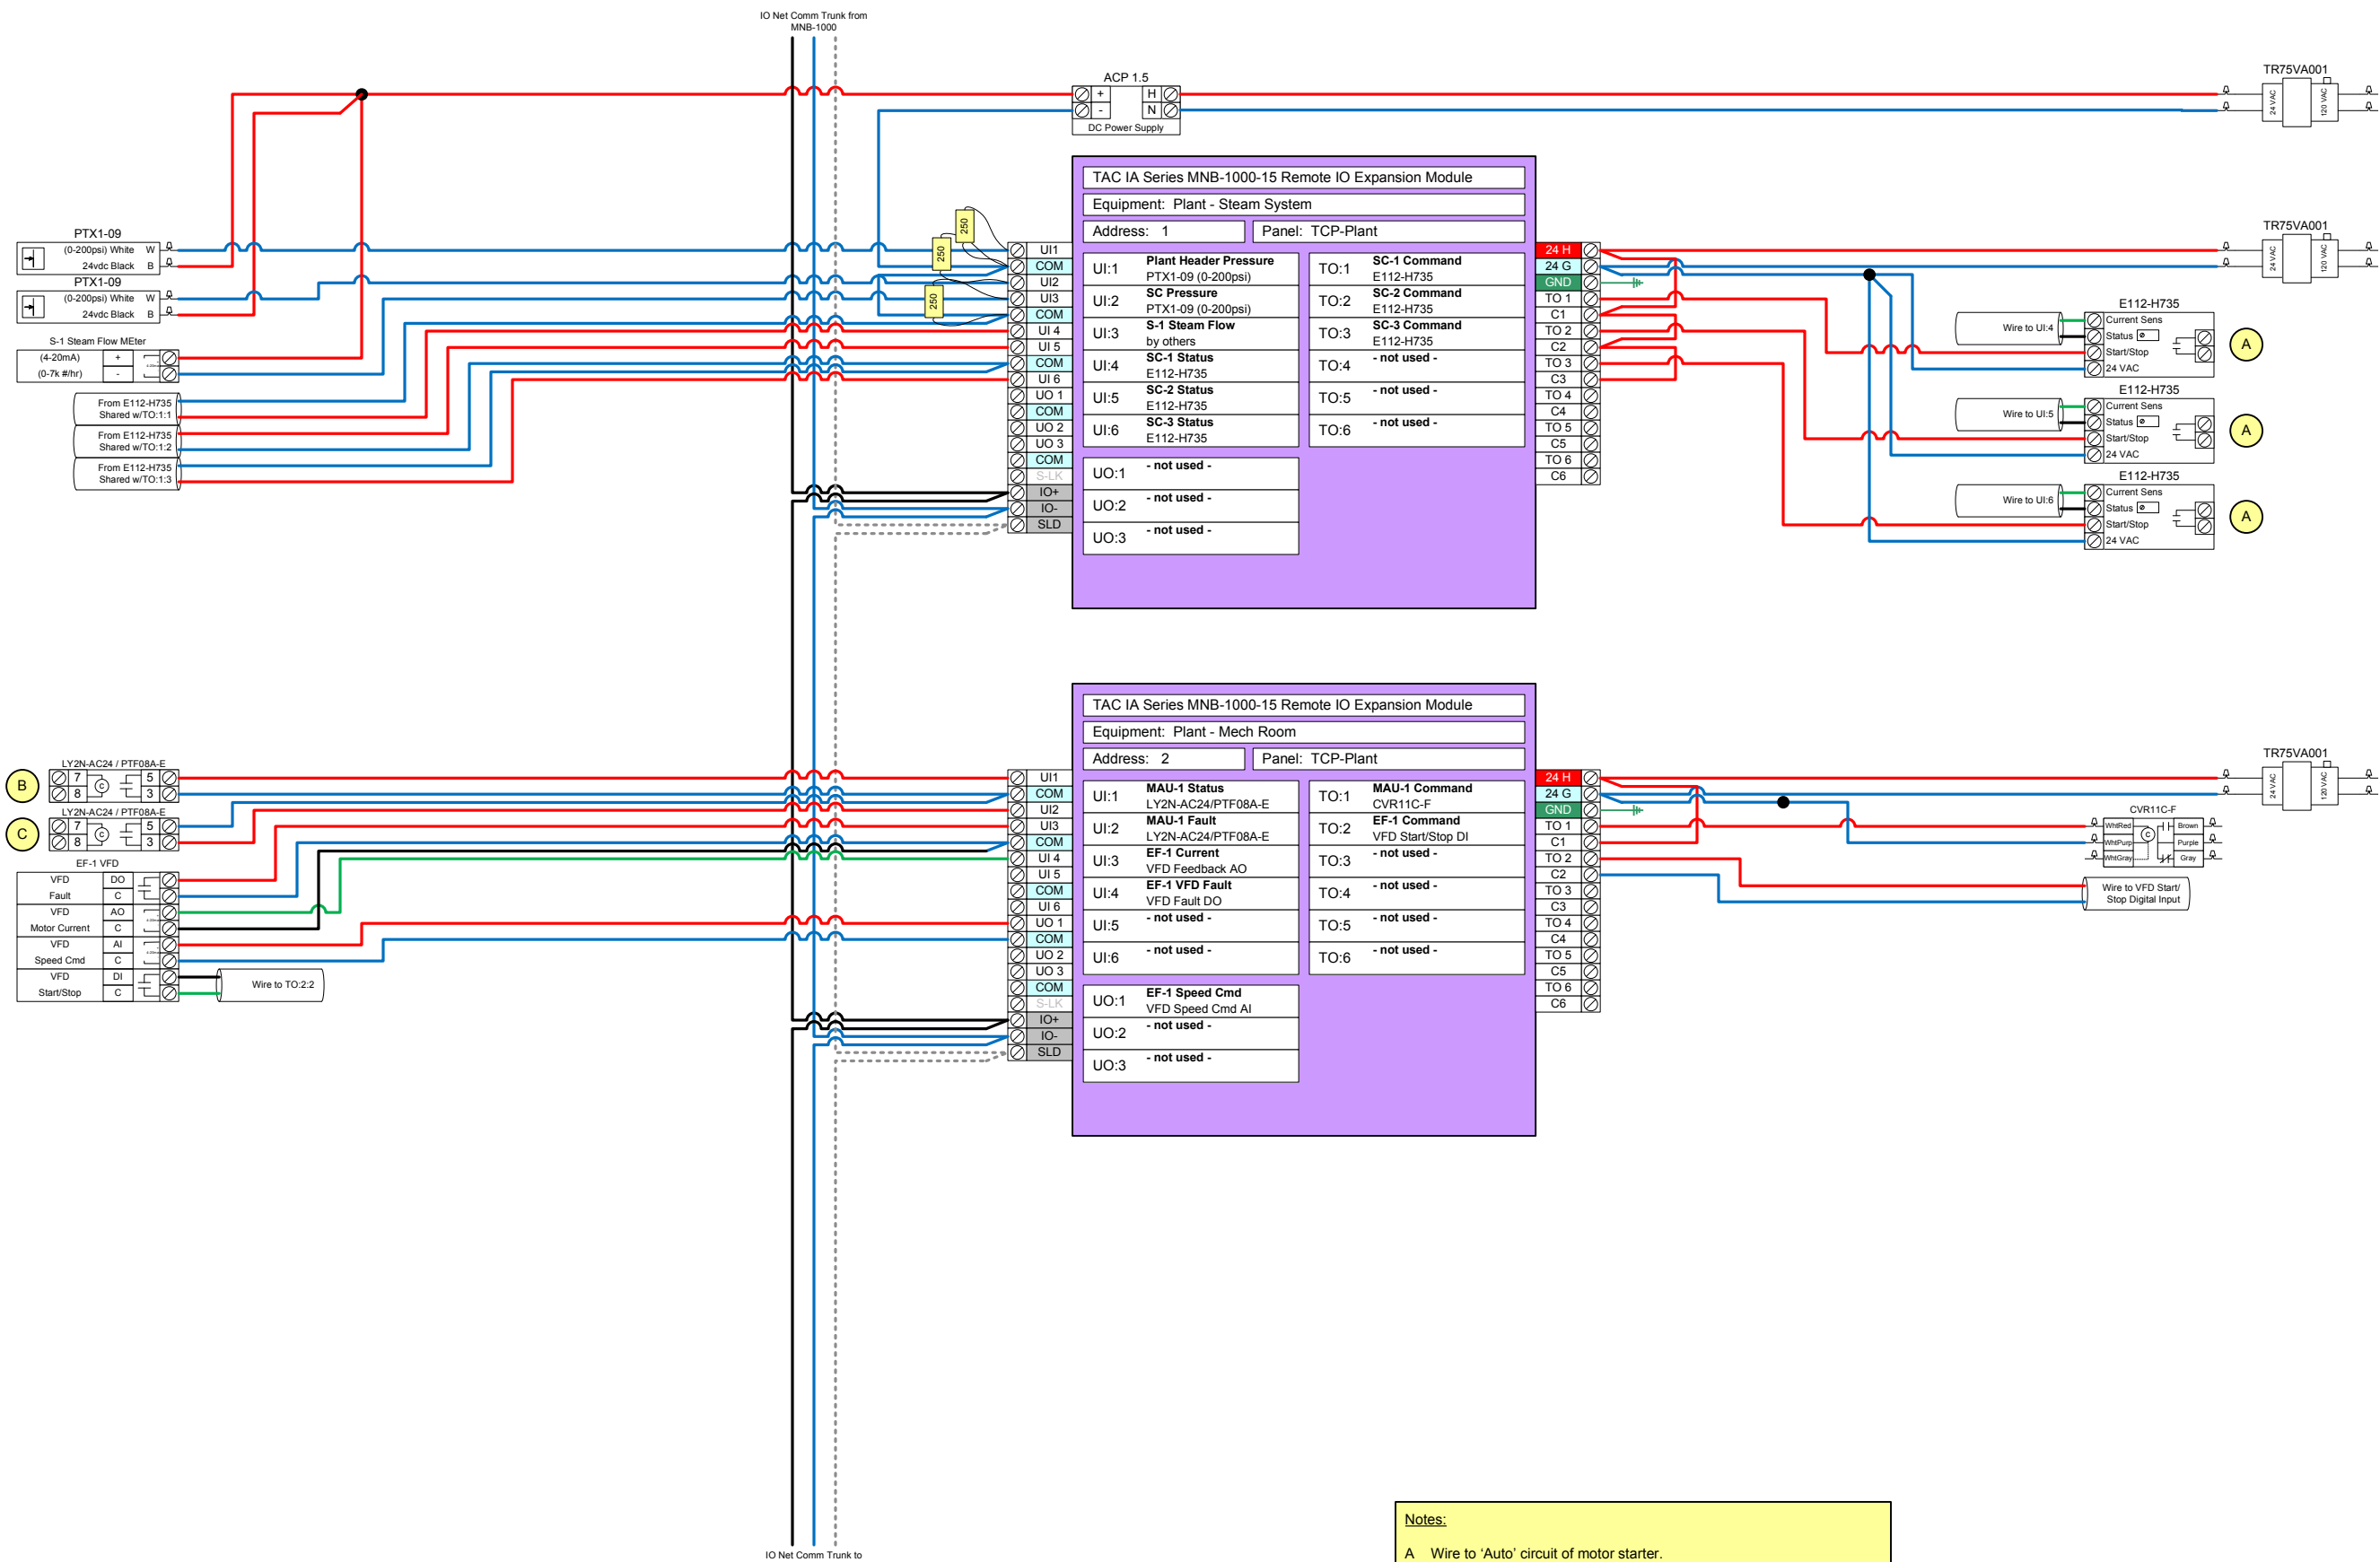 IO Net Comm Trunk from
MNB-1000
ACP 1.5
+ H
- N
DC Power Supply
TR75VA001
24 VAC
120 VAC
TAC IA Series MNB-1000-15 Remote IO Expansion Module
Equipment: Plant - Steam System
Address: 1
Panel: TCP-Plant
UI:1 Plant Header Pressure
PTX1-09 (0-200psi)
UI:2 SC Pressure
PTX1-09 (0-200psi)
UI:3 S-1 Steam Flow
by others
UI:4 SC-1 Status
E112-H735
UI:5 SC-2 Status
E112-H735
UI:6 SC-3 Status
E112-H735
TO:1 SC-1 Command
E112-H735
TO:2 SC-2 Command
E112-H735
TO:3 SC-3 Command
E112-H735
TO:4 - not used -
TO:5 - not used -
TO:6 - not used -
UO:1 - not used -
UO:2 - not used -
UO:3 - not used -
250
250
250
UI1
COM
UI2
UI3
COM
UI 4
UI 5
COM
UI 6
UO 1
COM
UO 2
UO 3
COM
S-LK
IO+
IO-
SLD
24 H
24 G
GND
TO 1
C1
TO 2
C2
TO 3
C3
TO 4
C4
TO 5
C5
TO 6
C6
PTX1-09
(0-200psi) White W
24vdc Black B
PTX1-09
(0-200psi) White W
24vdc Black B
S-1 Steam Flow MEter
(4-20mA) +
(0-7k #/hr) -
From E112-H735
Shared w/TO:1:1
From E112-H735
Shared w/TO:1:2
From E112-H735
Shared w/TO:1:3
TR75VA001
24 VAC
120 VAC
E112-H735
Wire to UI:4
Current Sens
Status
Start/Stop
24 VAC
A
E112-H735
Wire to UI:5
Current Sens
Status
Start/Stop
24 VAC
A
E112-H735
Wire to UI:6
Current Sens
Status
Start/Stop
24 VAC
A
TAC IA Series MNB-1000-15 Remote IO Expansion Module
Equipment: Plant - Mech Room
Address: 2
Panel: TCP-Plant
UI:1 MAU-1 Status
LY2N-AC24/PTF08A-E
UI:2 MAU-1 Fault
LY2N-AC24/PTF08A-E
UI:3 EF-1 Current
VFD Feedback AO
UI:4 EF-1 VFD Fault
VFD Fault DO
UI:5 - not used -
UI:6 - not used -
TO:1 MAU-1 Command
CVR11C-F
TO:2 EF-1 Command
VFD Start/Stop DI
TO:3 - not used -
TO:4 - not used -
TO:5 - not used -
TO:6 - not used -
UO:1 EF-1 Speed Cmd
VFD Speed Cmd AI
UO:2 - not used -
UO:3 - not used -
UI1
COM
UI2
UI3
COM
UI 4
UI 5
COM
UI 6
UO 1
COM
UO 2
UO 3
COM
S-LK
IO+
IO-
SLD
24 H
24 G
GND
TO 1
C1
TO 2
C2
TO 3
C3
TO 4
C4
TO 5
C5
TO 6
C6
B
LY2N-AC24 / PTF08A-E
7 C 5
8 3
C
LY2N-AC24 / PTF08A-E
7 C 5
8 3
EF-1 VFD
VFD DO
Fault C
VFD AO
Motor Current C
VFD AI
Speed Cmd C
VFD DI
Start/Stop C
Wire to TO:2:2
TR75VA001
24 VAC
120 VAC
CVR11C-F
WhtRed C Brown
WhtPurp Purple
WhtGray Gray
Wire to VFD Start/
Stop Digital Input
IO Net Comm Trunk to
Notes:
A Wire to ‘Auto’ circuit of motor starter.